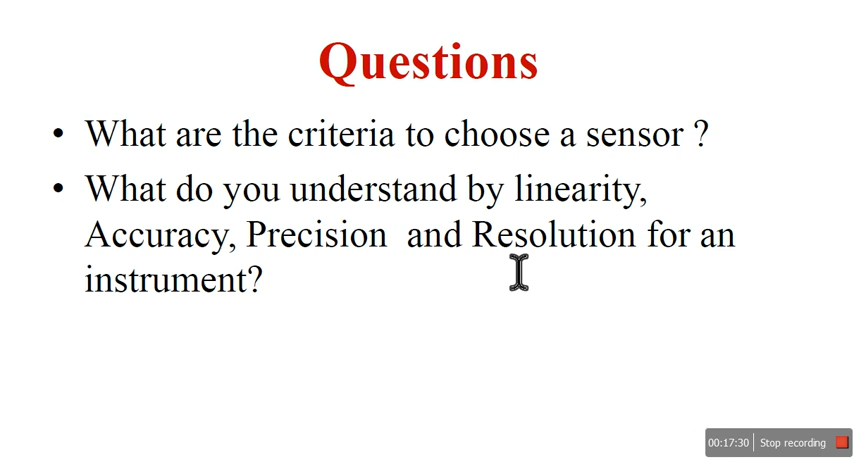 Questions
• What are the criteria to choose a sensor ?
• What do you understand by linearity,
Accuracy, Precision and Resolution for an
instrument?
00:17:30 Stop recording